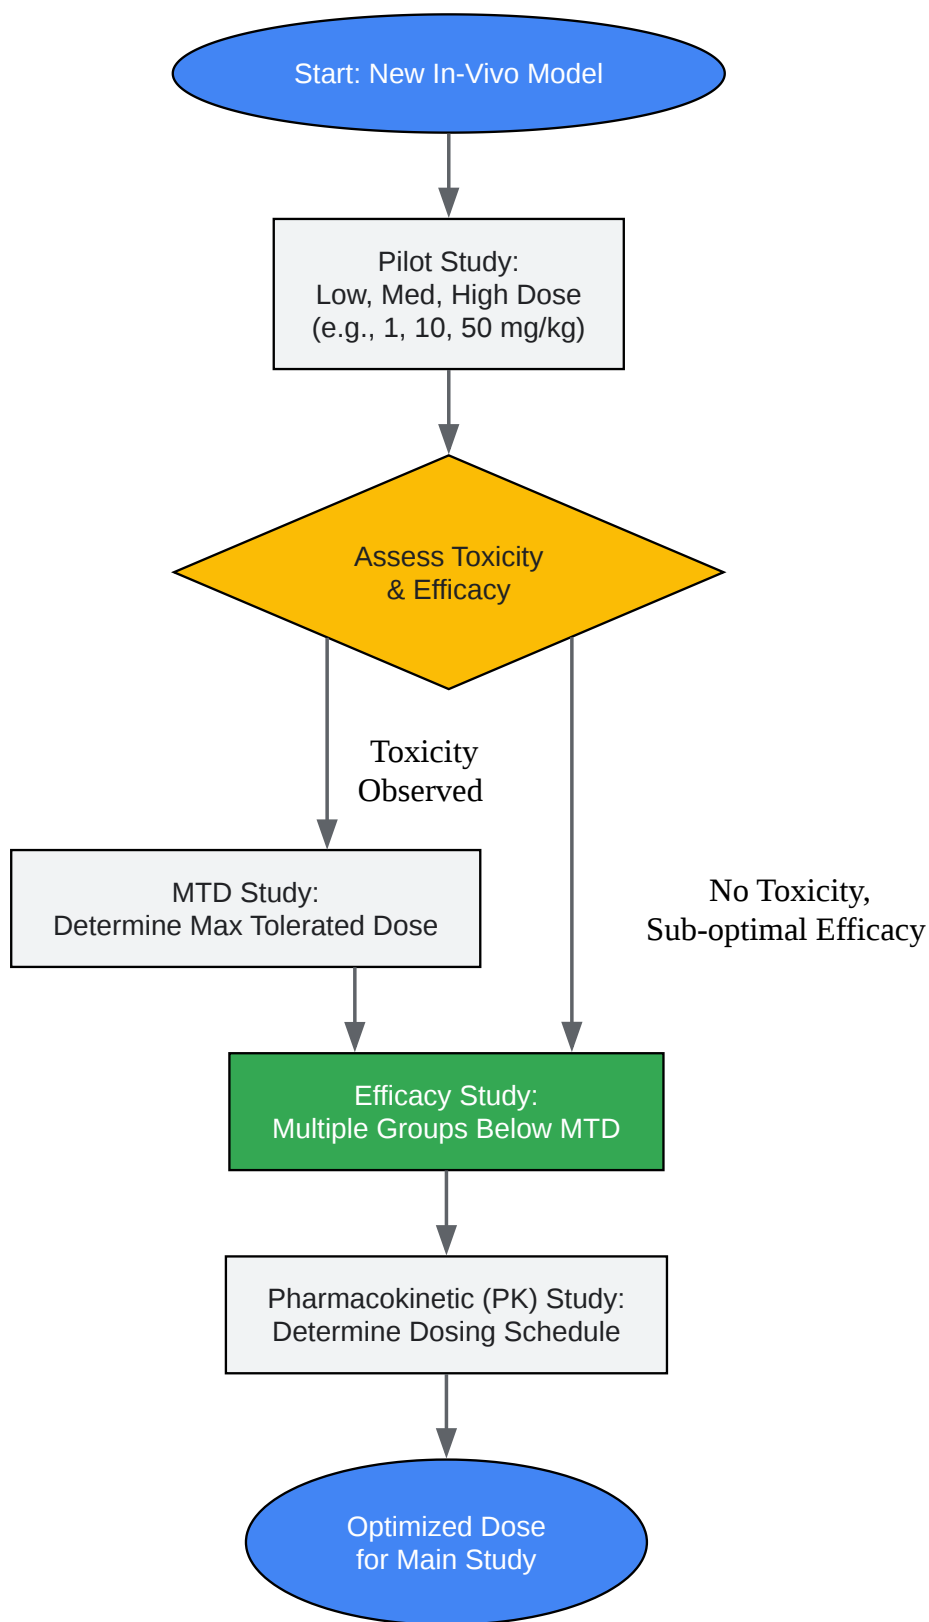 Start: New In-Vivo Model
Pilot Study:
Low, Med, High Dose
(e.g., 1, 10, 50 mg/kg)
Assess Toxicity
& Efficacy
Toxicity
Observed
MTD Study:
Determine Max Tolerated Dose
No Toxicity,
Sub-optimal Efficacy
Efficacy Study:
Multiple Groups Below MTD
Pharmacokinetic (PK) Study:
Determine Dosing Schedule
Optimized Dose
for Main Study